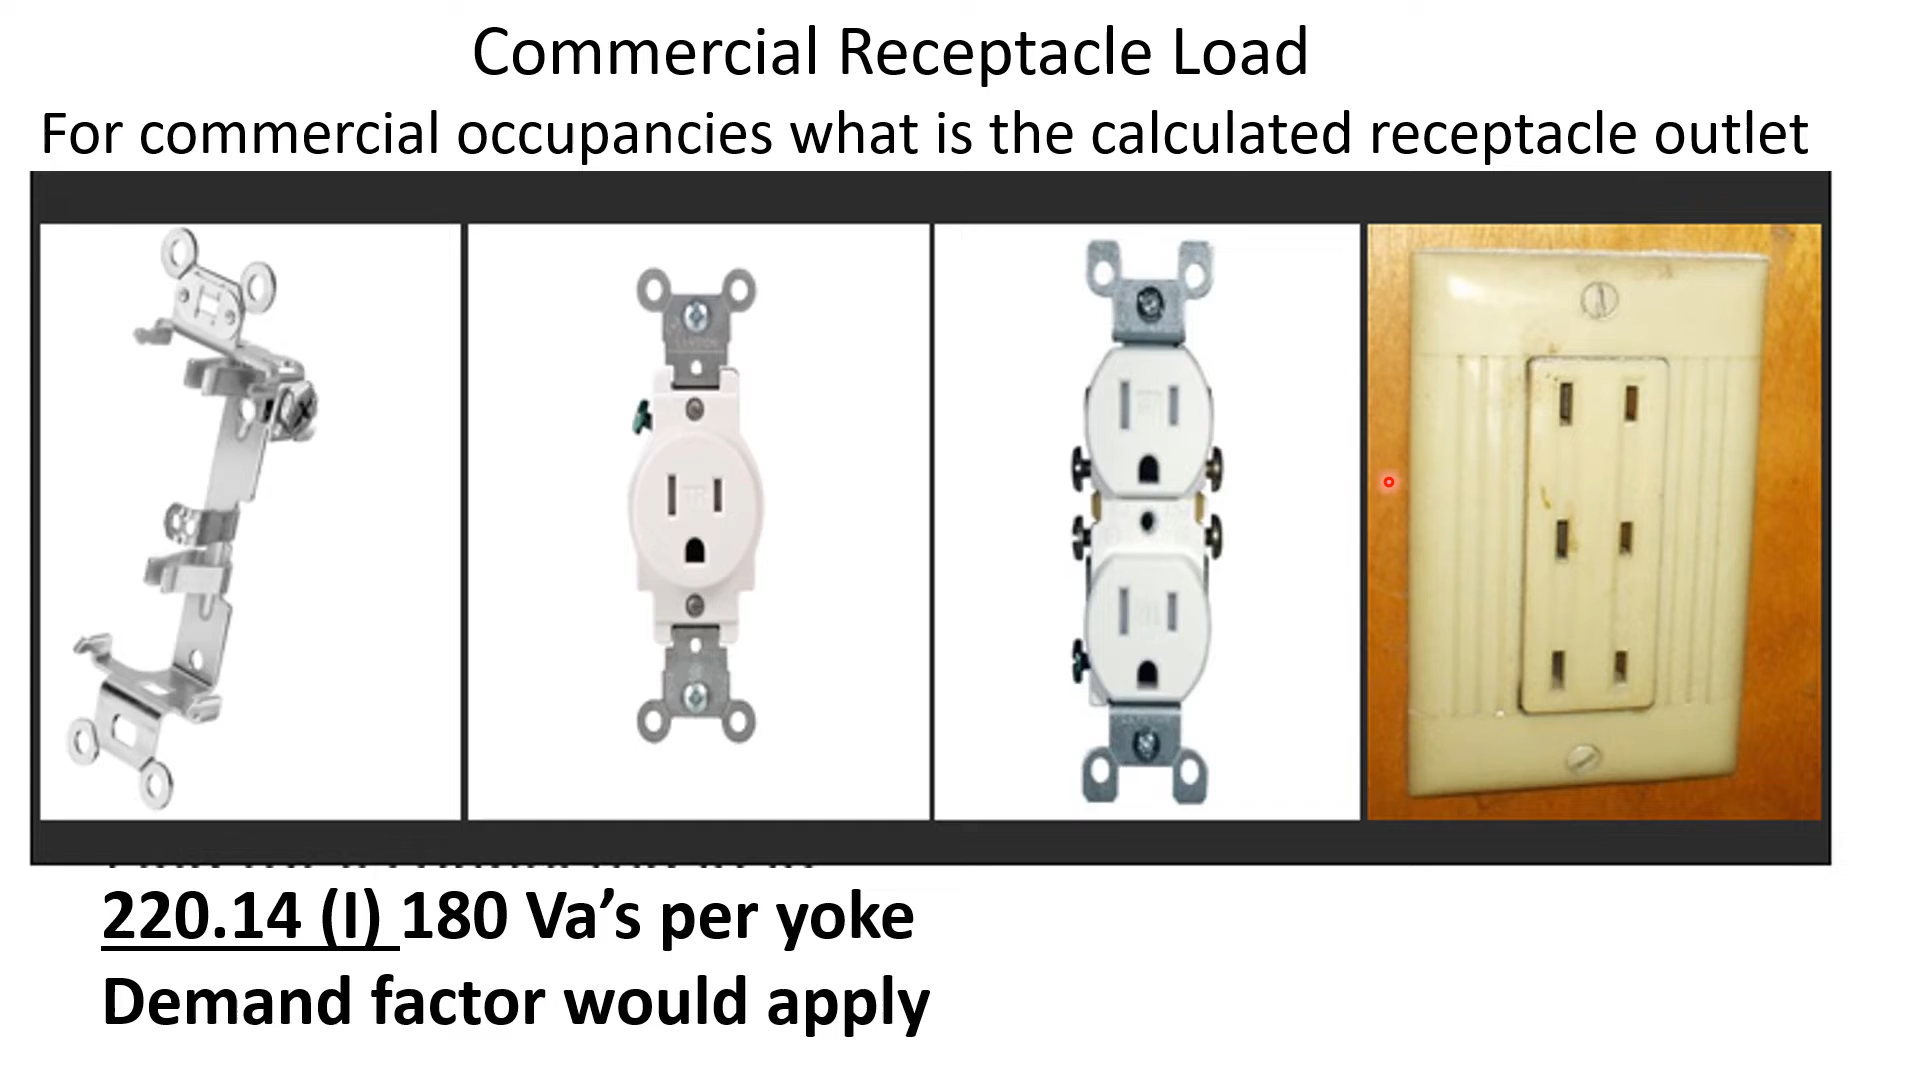 Commercial Receptacle Load
For commercial occupancies what is the calculated receptacle outlet
220.14 (I) 180 Va’s per yoke
Demand factor would apply